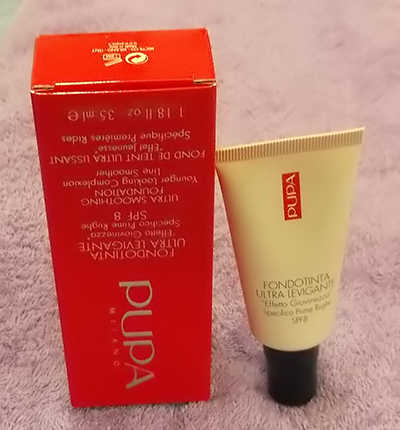 PUPA
MILANO
FONDOTINTA
ULTRA LEVIGANTE
"Effetto Giovinezza"
Specifico Prime Rughe
SPF 8
ULTRA SMOOTHING
FOUNDATION
Younger Looking Complexion
Line Smoother
FOND DE TEINT ULTRA LISSANT
"Effet Jeunesse"
Spécifique Premières Rides
1.18 fl oz - 35 ml e
PUPA
FONDOTINTA
ULTRA LEVIGANTE
"Effetto Giovinezza"
Specifico Prime Rughe
SPF 8